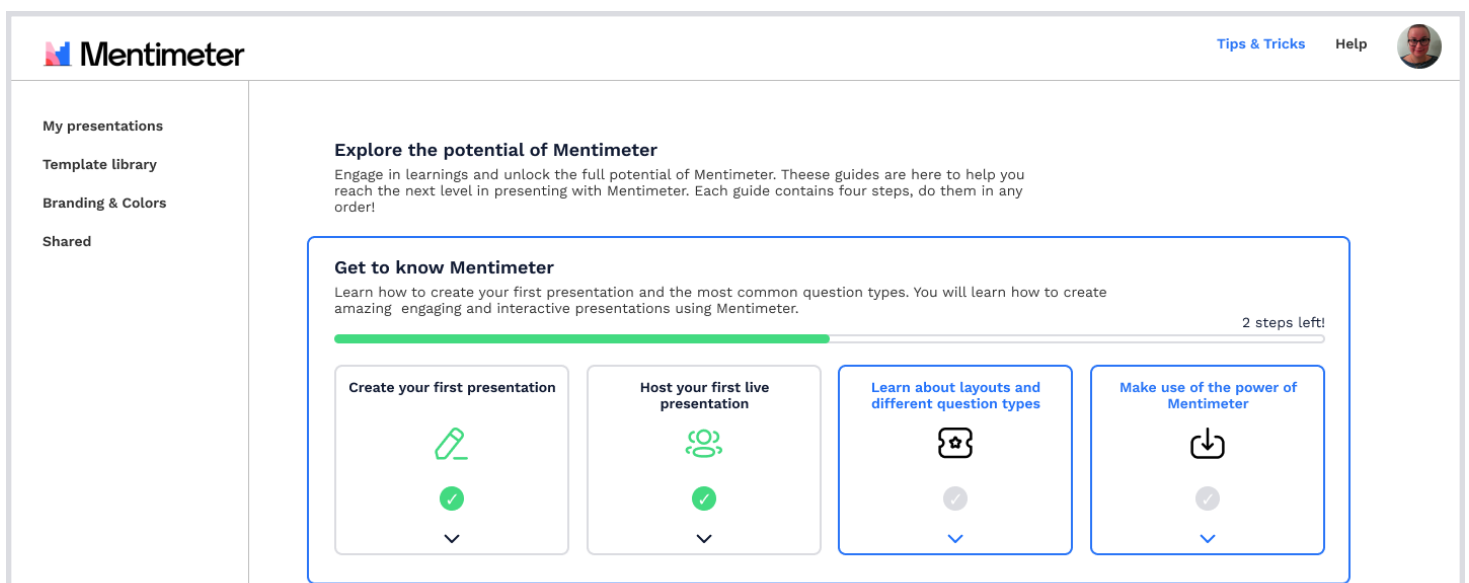 Mentimeter
Tips & Tricks
Help
My presentations
Template library
Branding & Colors
Shared
Explore the potential of Mentimeter
Engage in learnings and unlock the full potential of Mentimeter. Theese guides are here to help you
reach the next level in presenting with Mentimeter. Each guide contains four steps, do them in any
order!
Get to know Mentimeter
Learn how to create your first presentation and the most common question types. You will learn how to create
amazing  engaging and interactive presentations using Mentimeter.
2 steps left!
Create your first presentation
Host your first live
presentation
Learn about layouts and
different question types
Make use of the power of
Mentimeter